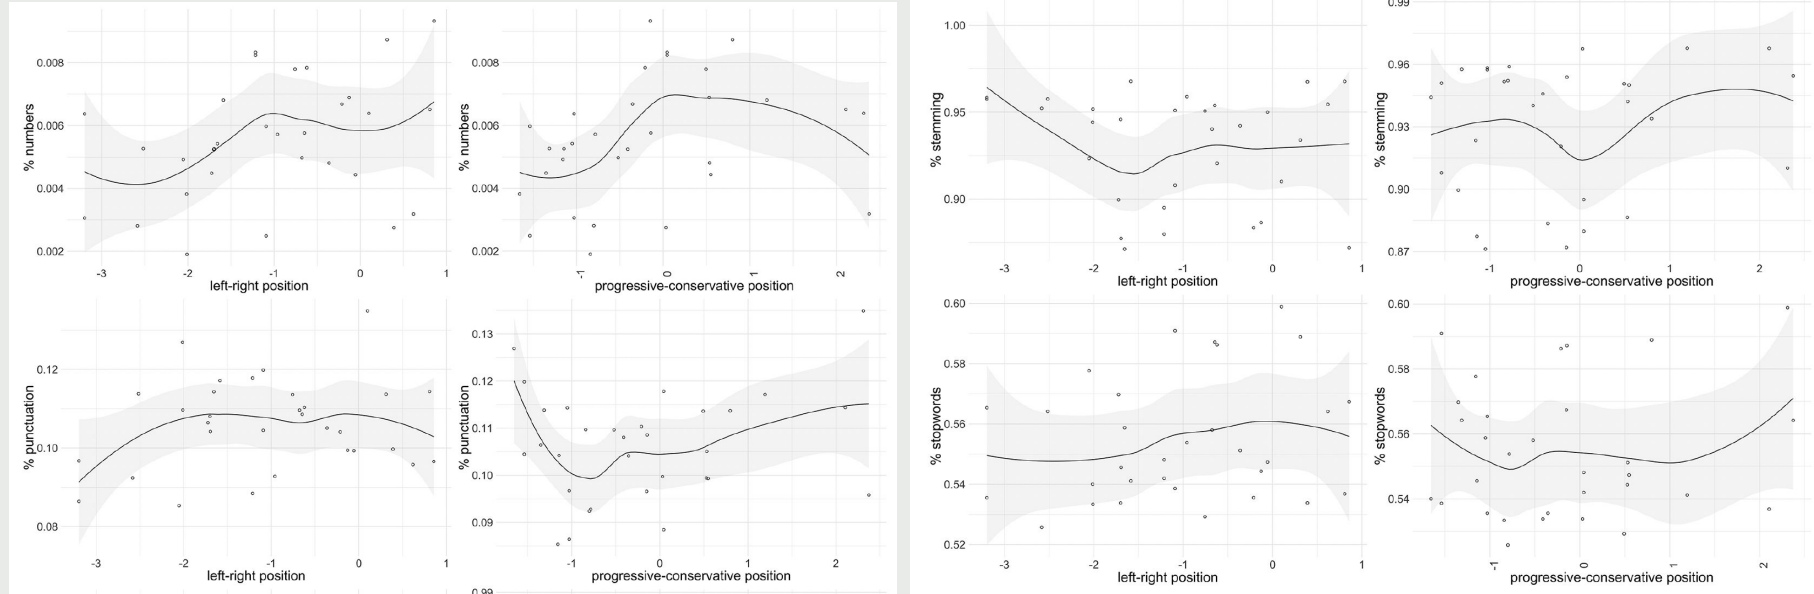 0.008
0.006
0.004
0.002
% numbers
-3 -2 -1 0 1
left-right position
0.008
0.006
0.004
0.002
% numbers
-1 0 1 2
progressive-conservative position
0.12
0.10
0.08
% punctuation
-3 -2 -1 0 1
left-right position
0.13
0.12
0.11
0.10
0.09
% punctuation
-1 0 1 2
progressive-conservative position
0.99
1.00
0.95
0.90
% stemming
-3 -2 -1 0 1
left-right position
0.99
0.96
0.93
0.90
0.87
% stemming
-1 0 1 2
progressive-conservative position
0.60
0.58
0.56
0.54
0.52
% stopwords
-3 -2 -1 0 1
left-right position
0.60
0.58
0.56
0.54
% stopwords
-1 0 1 2
progressive-conservative position